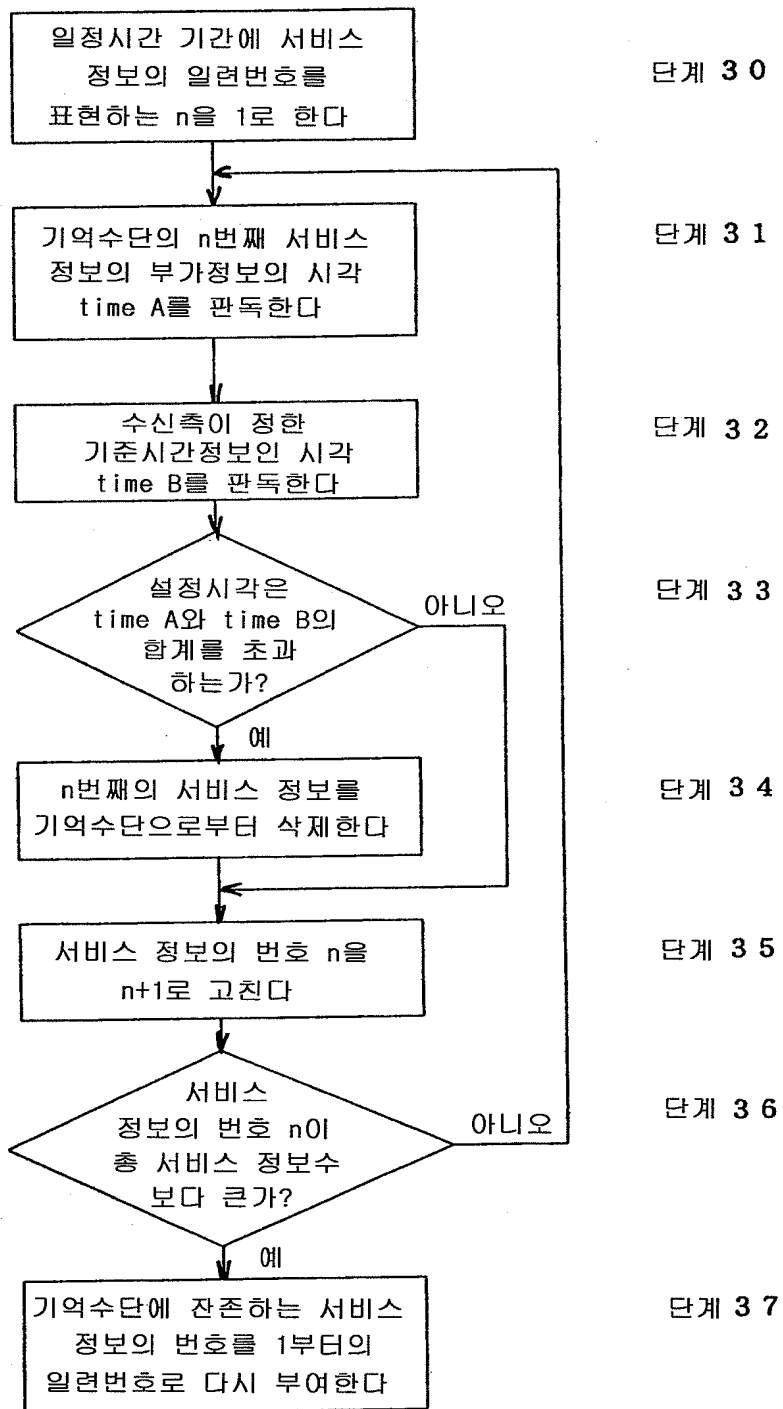 일정시간 기간에 서비스
정보의 일련번호를
표현하는 n을 1로 한다
단계 30
기억수단의 n번째 서비스
정보의 부가정보의 시각
time A를 판독한다
단계 31
수신측이 정한
기준시간정보인 시각
time B를 판독한다
단계 32
설정시각은
time A와 time B의
합계를 초과
하는가?
아니오
단계 33
예
n번째의 서비스 정보를
기억수단으로부터 삭제한다
단계 34
서비스 정보의 번호 n을
n+1로 고친다
단계 35
서비스
정보의 번호 n이
총 서비스 정보수
보다 큰가?
아니오
단계 36
예
기억수단에 잔존하는 서비스
정보의 번호를 1부터의
일련번호로 다시 부여한다
단계 37